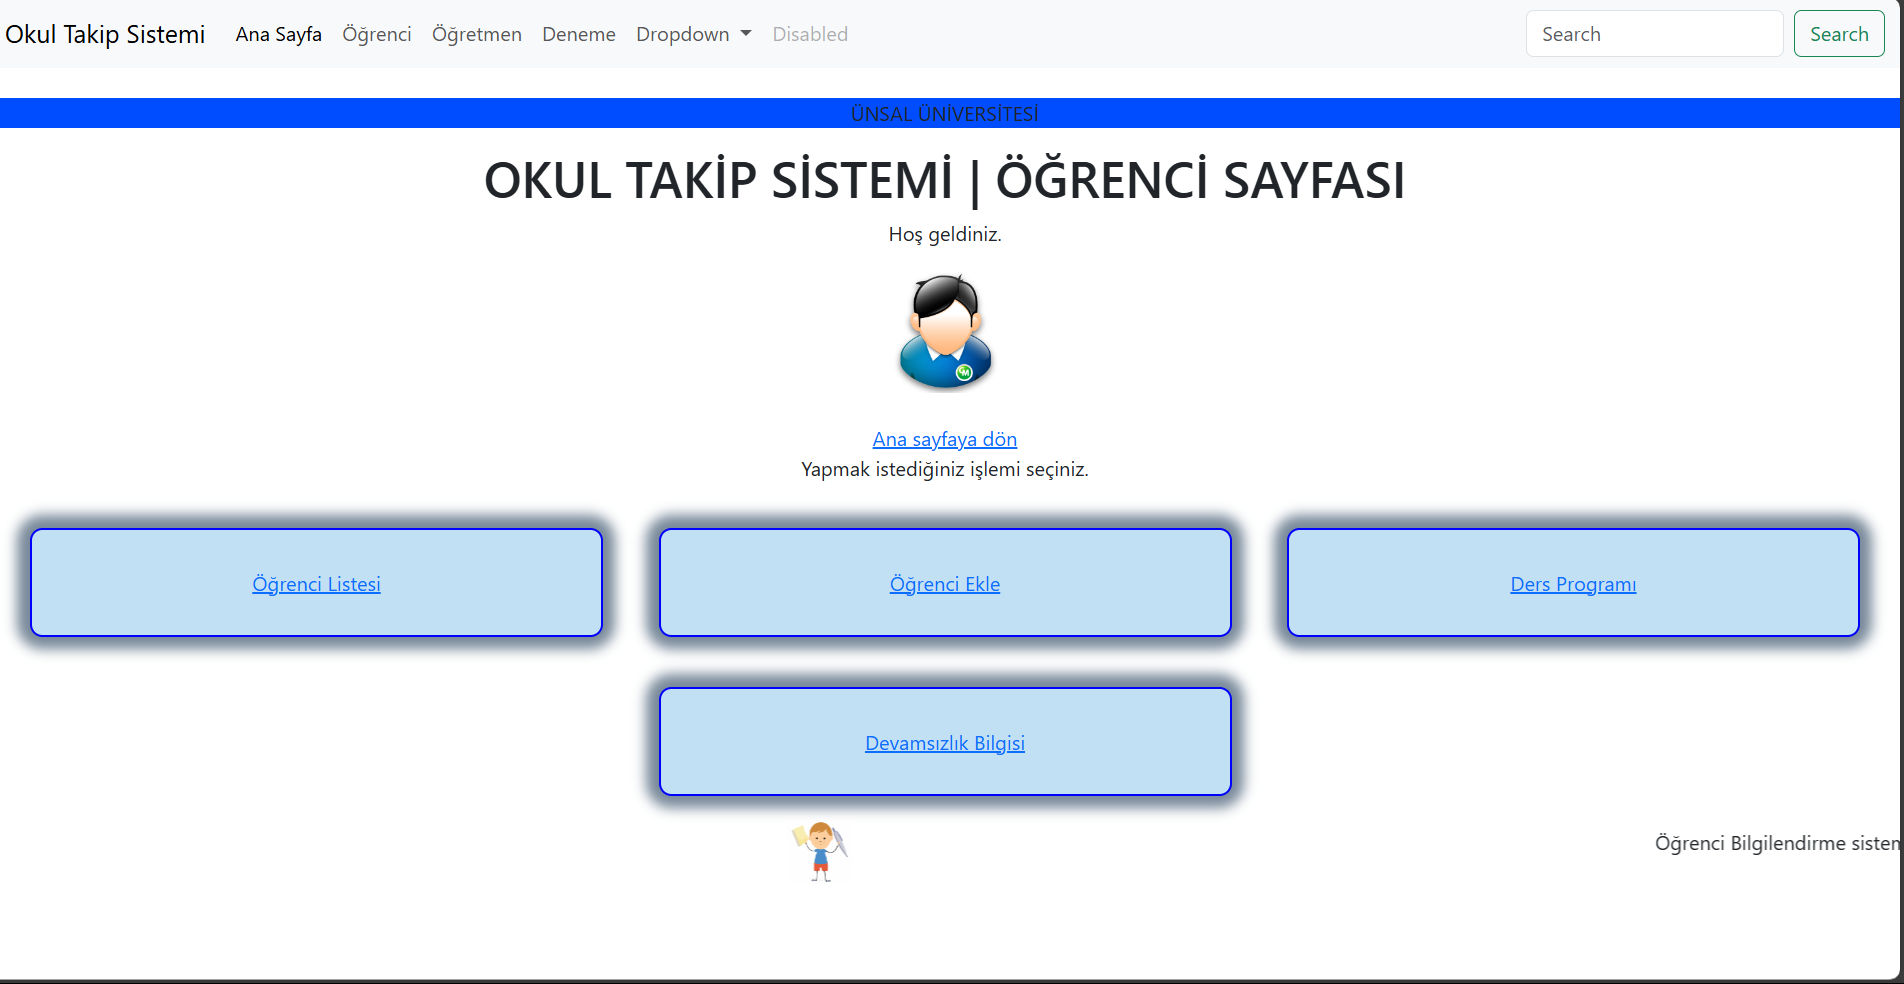 Okul Takip Sistemi Ana Sayfa Öğrenci Öğretmen Deneme Dropdown Disabled Search Search
ÜNSAL ÜNİVERSİTESİ
OKUL TAKİP SİSTEMİ | ÖĞRENCİ SAYFASI
Hoş geldiniz.
Ana sayfaya dön
Yapmak istediğiniz işlemi seçiniz.
Öğrenci Listesi Öğrenci Ekle Ders Programı
Devamsızlık Bilgisi
Öğrenci Bilgilendirme sistem